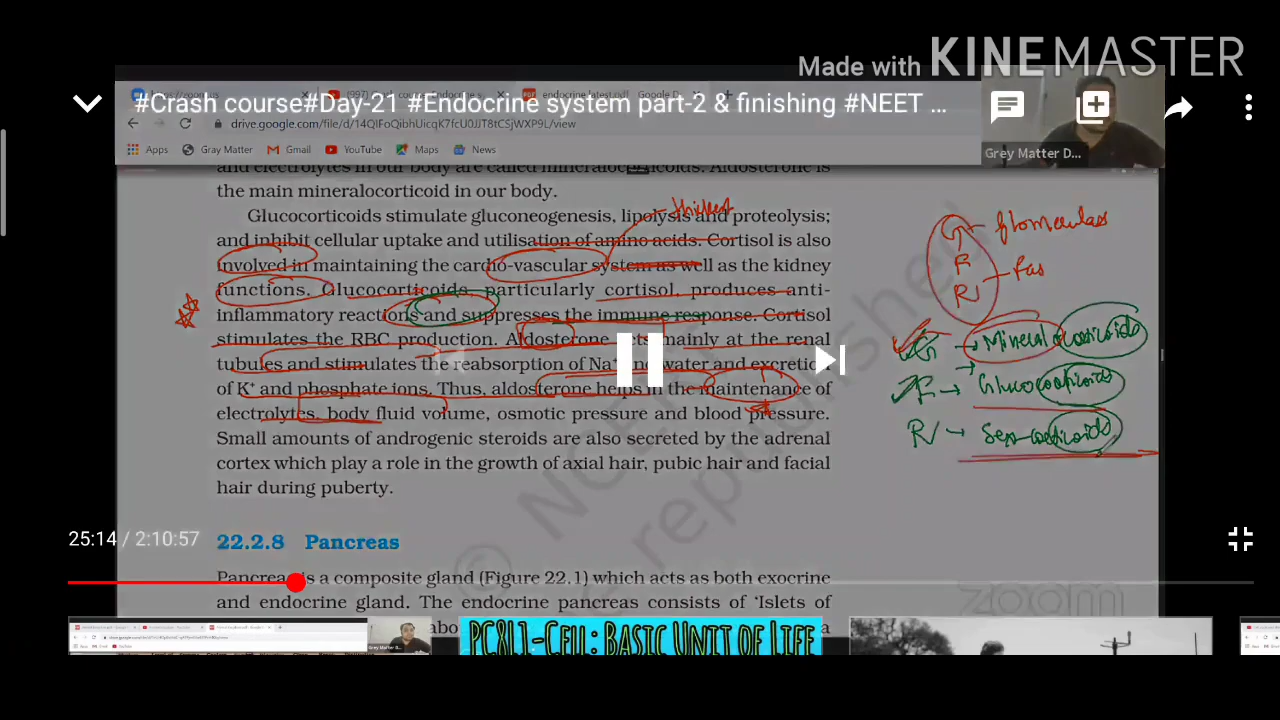 Made with KINEMASTER
#Crash course#Day-21 #Endocrine system part-2 & finishing #NEET ...
drive.google.com/file/d/14QIFoQibhUicqK7fcU0JJT8tCSjWXP9L/view
Apps Gray Matter Gmail YouTube Maps News
Grey Matter D...
and electrolytes in our body are called mineralocorticoids. Aldosterone
is the main mineralocorticoid in our body.
Glucocorticoids stimulate gluconeogenesis, lipolysis and proteolysis;
and inhibit cellular uptake and utilisation of amino acids. Cortisol is also
involved in maintaining the cardio-vascular system as well as the kidney
functions. Glucocorticoids, particularly cortisol, produces anti-
inflammatory reactions and suppresses the immune response. Cortisol
stimulates the RBC production. Aldosterone acts mainly at the renal
tubules and stimulates the reabsorption of Na⁺ and water and excretion
of K⁺ and phosphate ions. Thus, aldosterone helps in the maintenance of
electrolytes, body fluid volume, osmotic pressure and blood pressure.
Small amounts of androgenic steroids are also secreted by the adrenal
cortex which play a role in the growth of axial hair, pubic hair and facial
hair during puberty.
thickest
G
F
R
G → Mineralocorticoids
F → Glucocorticoids
R →
25:14 / 2:10:57
22.2.8 Pancreas
Pancreas is a composite gland (Figure 22.1) which acts as both exocrine
and endocrine gland. The endocrine pancreas consists of ‘Islets of
zoom
PC8L1-CELL: BASIC UNIT OF LIFE